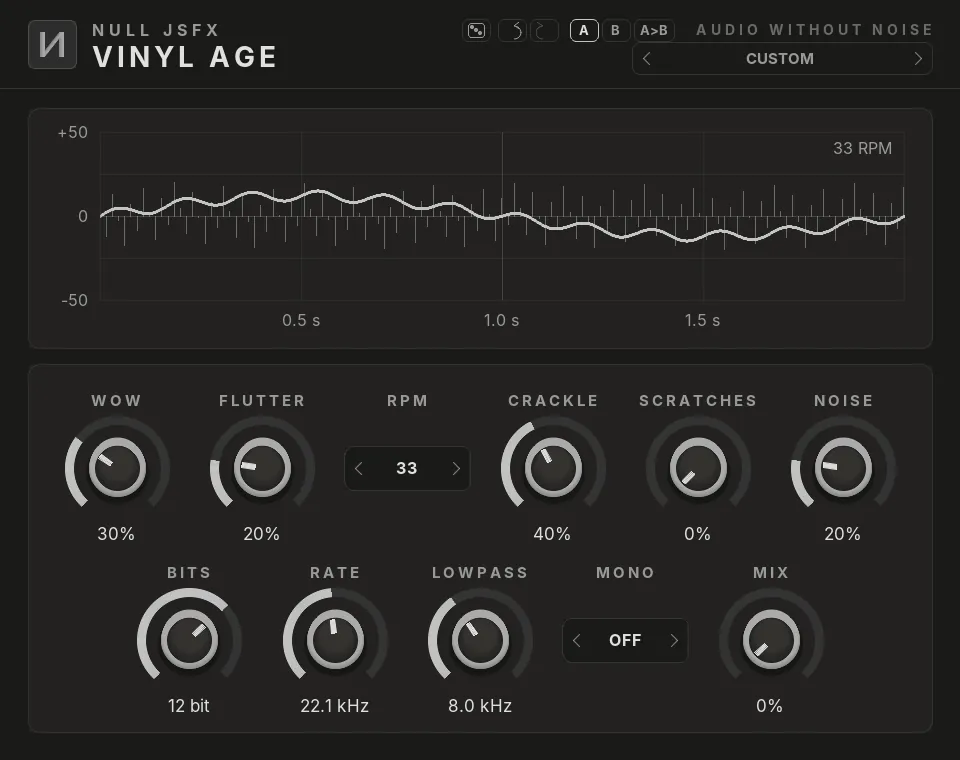 NULL JSFX
VINYL AGE
A B A>B
AUDIO WITHOUT NOISE
CUSTOM
+50
33 RPM
0
-50
0.5 s 1.0 s 1.5 s
WOW FLUTTER RPM CRACKLE SCRATCHES NOISE
33
30% 20% 40% 0% 20%
BITS RATE LOWPASS MONO MIX
OFF
12 bit 22.1 kHz 8.0 kHz 0%